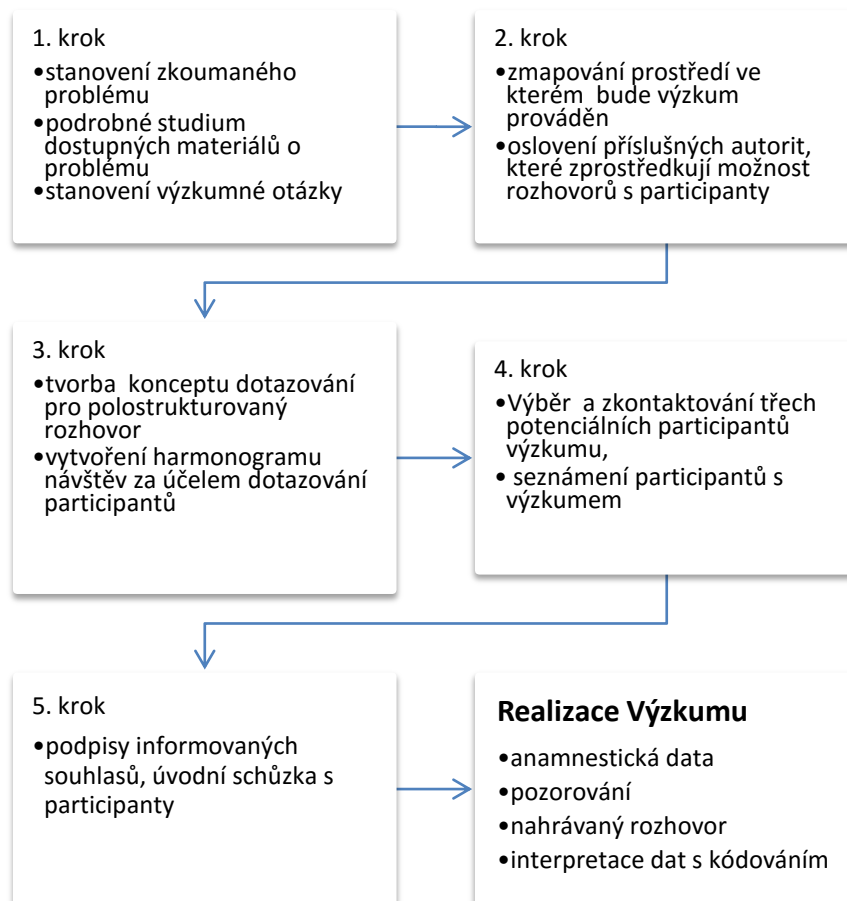 1. krok
•stanovení zkoumaného
problému
•podrobné studium
dostupných materiálů o
problému
•stanovení výzkumné otázky
2. krok
•zmapování prostředí ve
kterém bude výzkum
prováděn
•oslovení příslušných autorit,
které zprostředkují možnost
rozhovorů s participanty
3. krok
•tvorba konceptu dotazování
pro polostrukturovaný
rozhovor
•vytvoření harmonogramu
návštěv za účelem dotazování
participantů
4. krok
•Výběr a zkontaktování třech
potenciálních participantů
výzkumu,
• seznámení participantů s
výzkumem
5. krok
•podpisy informovaných
souhlasů, úvodní schůzka s
participanty
Realizace Výzkumu
•anamnestická data
•pozorování
•nahrávaný rozhovor
•interpretace dat s kódováním